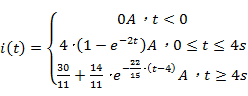 i(t) = { 0A ，t < 0
4 · (1 − e^{−2t})A ，0 ≤ t ≤ 4s
30/11 + 14/11 · e^{−22/15 ·(t−4)} A ，t ≥ 4s